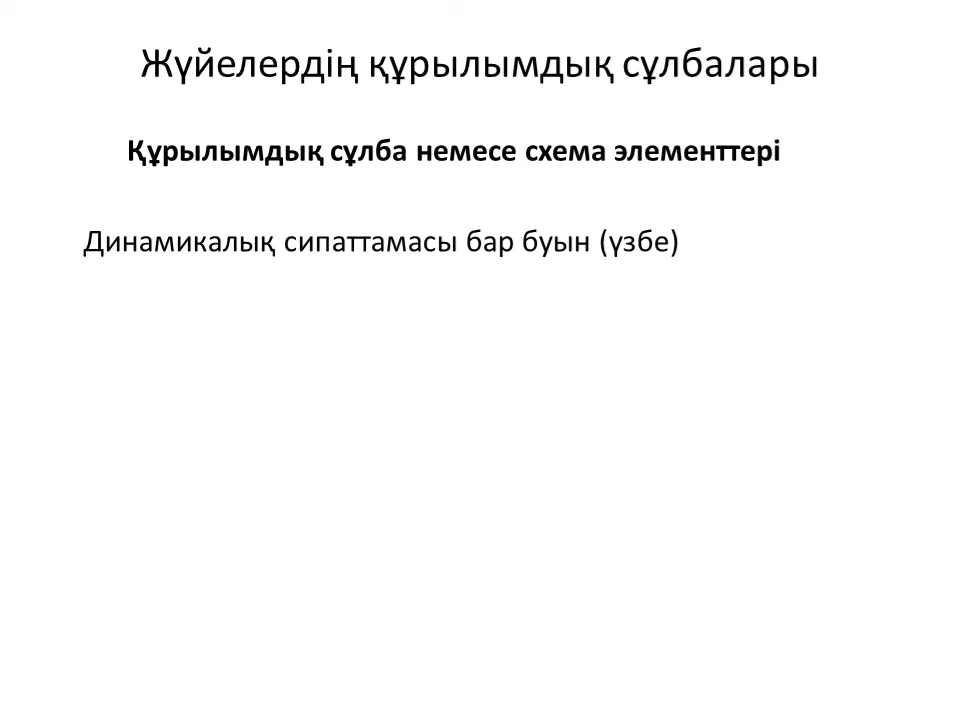 Жүйелердің құрылымдық сұлбалары
Құрылымдық сұлба немесе схема элементтері
Динамикалық сипаттамасы бар буын (үзбе)